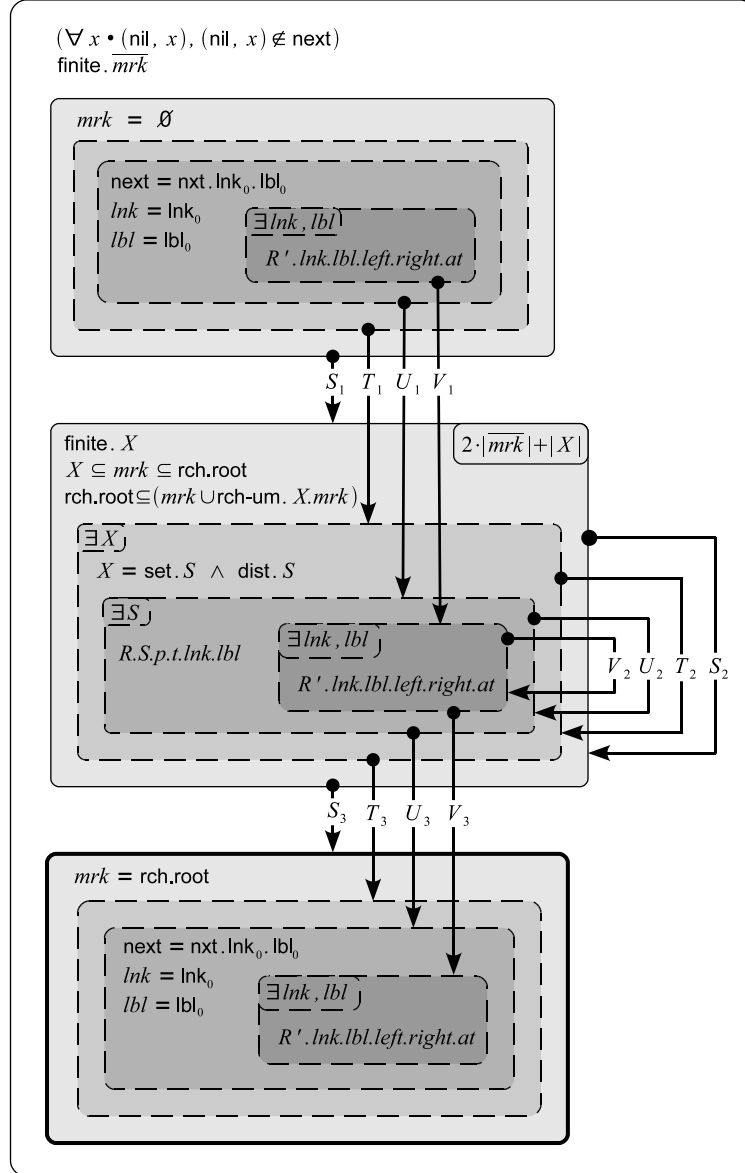 (∀ x • (nil, x), (nil, x) ∉ next)
finite. \overline{mrk}
mrk = ∅
next = nxt.lnk₀.lbl₀
lnk = lnk₀
lbl = lbl₀
∃lnk, lbl
R'.lnk.lbl.left.right.at
S₁ T₁ U₁ V₁
finite. X
2·|\overline{mrk}|+|X|
X ⊆ mrk ⊆ rch.root
rch.root⊆(mrk ∪rch-um. X.mrk)
∃X
X = set.S ∧ dist.S
∃S
R.S.p.t.lnk.lbl
∃lnk, lbl
R'.lnk.lbl.left.right.at
V₂ U₂ T₂ S₂
S₃ T₃ U₃ V₃
mrk = rch.root
next = nxt.lnk₀.lbl₀
lnk = lnk₀
lbl = lbl₀
∃lnk, lbl
R'.lnk.lbl.left.right.at